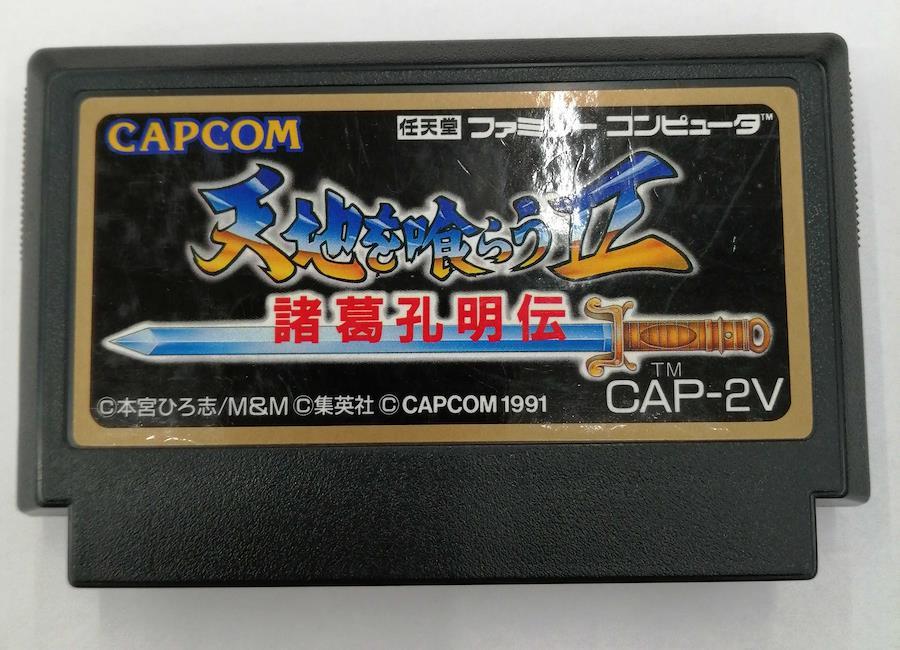 CAPCOM
任天堂 ファミリー コンピュータ™
天地を喰らうII
諸葛孔明伝
TM
CAP-2V
©本宮ひろ志/M&M ©集英社 © CAPCOM 1991